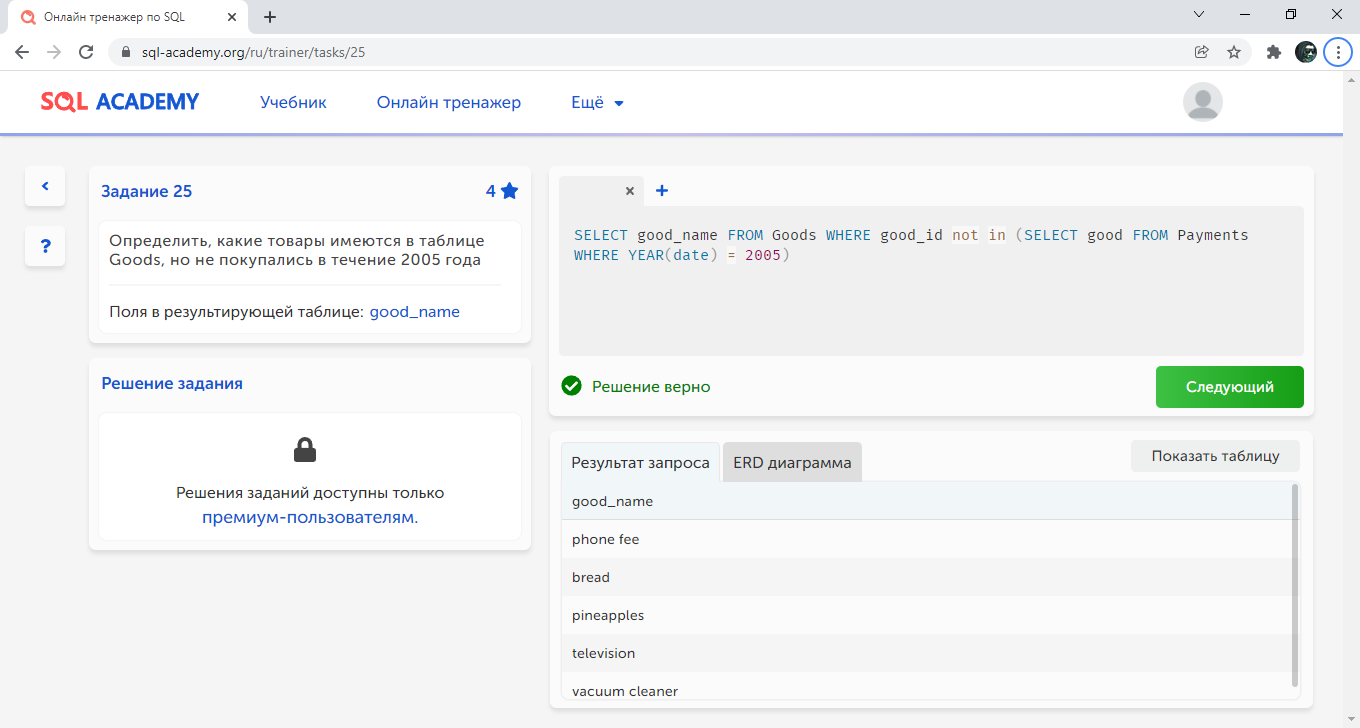 Онлайн тренажер по SQL
sql-academy.org/ru/trainer/tasks/25
SQL ACADEMY
Учебник
Онлайн тренажер
Ещё
Задание 25
4
Определить, какие товары имеются в таблице
Goods, но не покупались в течение 2005 года
Поля в результирующей таблице: good_name
?
Решение задания
Решения заданий доступны только
премиум-пользователям.
SELECT good_name FROM Goods WHERE good_id not in (SELECT good FROM Payments
WHERE YEAR(date) = 2005)
Решение верно
Следующий
Результат запроса
ERD диаграмма
Показать таблицу
good_name
phone fee
bread
pineapples
television
vacuum cleaner